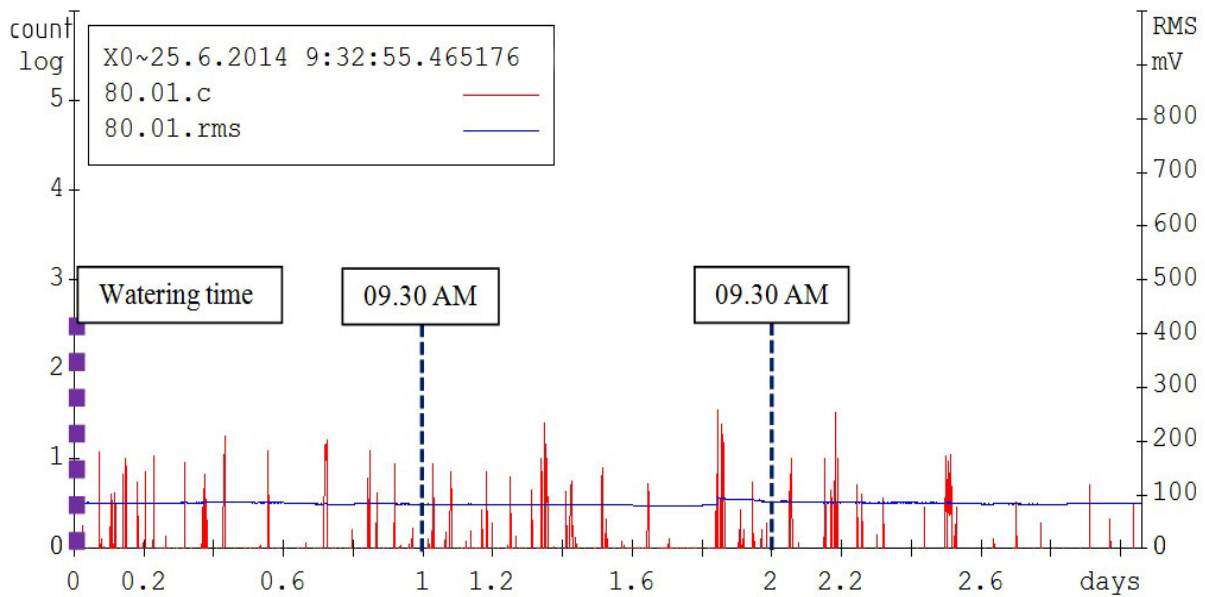 count
log
RMS
mV
X0~25.6.2014 9:32:55.465176
80.01.c
80.01.rms
5
4
3
2
1
0
800
700
600
500
400
300
200
100
0
Watering time
09.30 AM
09.30 AM
0 0.2 0.6 1 1.2 1.6 2 2.2 2.6 days